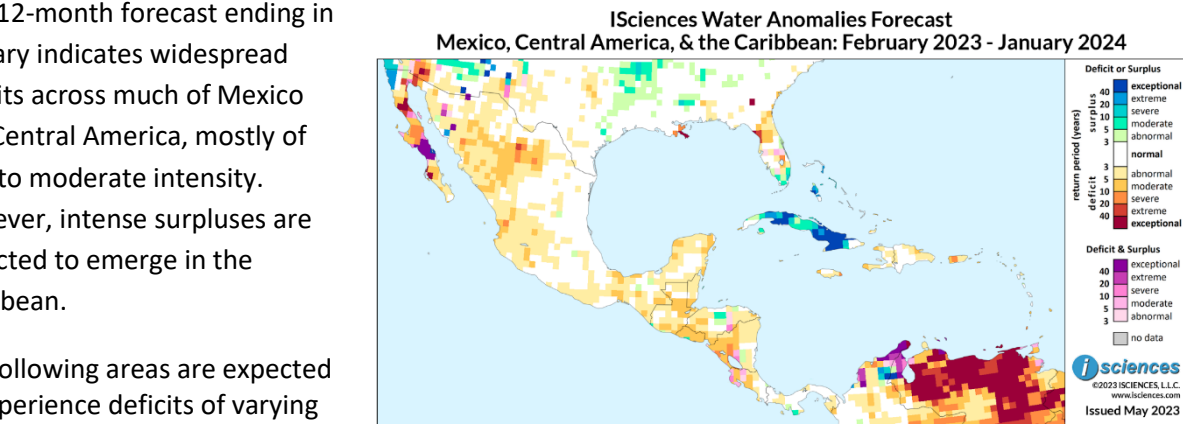 12-month forecast ending in
ary indicates widespread
its across much of Mexico
Central America, mostly of
to moderate intensity.
ever, intense surpluses are
cted to emerge in the
bean.
ollowing areas are expected
perience deficits of varying
ISciences Water Anomalies Forecast
Mexico, Central America, & the Caribbean: February 2023 - January 2024
Deficit or Surplus
return period (years)
surplus
deficit
exceptional
40
extreme
20
severe
10
moderate
5
abnormal
3
normal
3
abnormal
5
moderate
10
severe
20
extreme
40
exceptional
Deficit & Surplus
exceptional
40
extreme
20
severe
10
moderate
5
abnormal
3
no data
isciences
©2023 ISCIENCES, L.L.C.
www.isciences.com
Issued May 2023